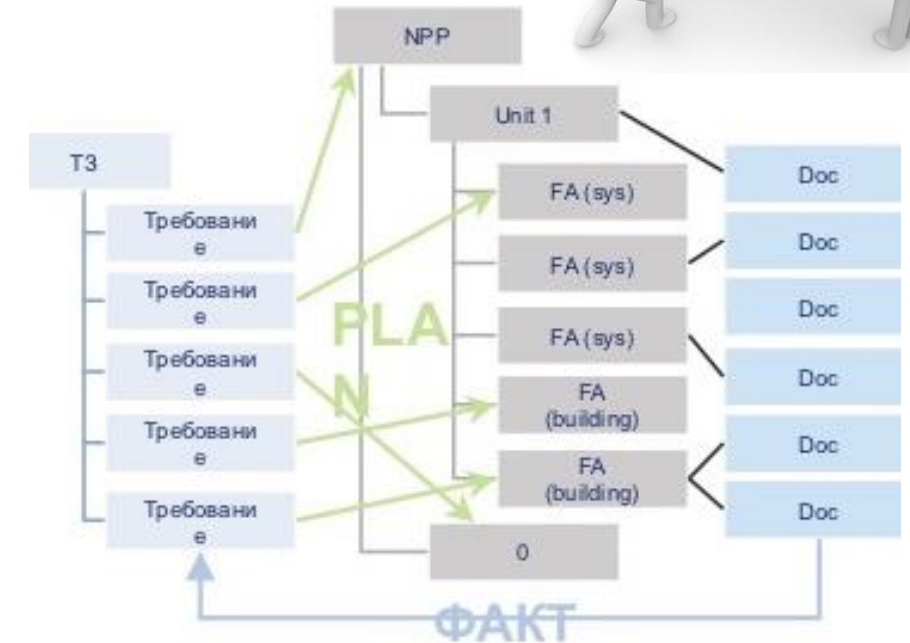 NPP
Unit 1
ТЗ
Требовани
е
Требовани
е
Требовани
е
Требовани
е
Требовани
е
PLA
N
FA (sys)
FA (sys)
FA (sys)
FA
(building)
FA
(building)
0
Doc
Doc
Doc
Doc
Doc
Doc
ФАКТ